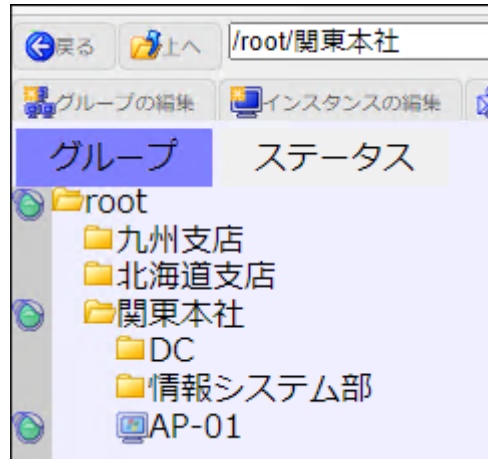 戻る 上へ /root/関東本社
グループの編集 インスタンスの編集
グループ ステータス
root
九州支店
北海道支店
関東本社
DC
情報システム部
AP-01